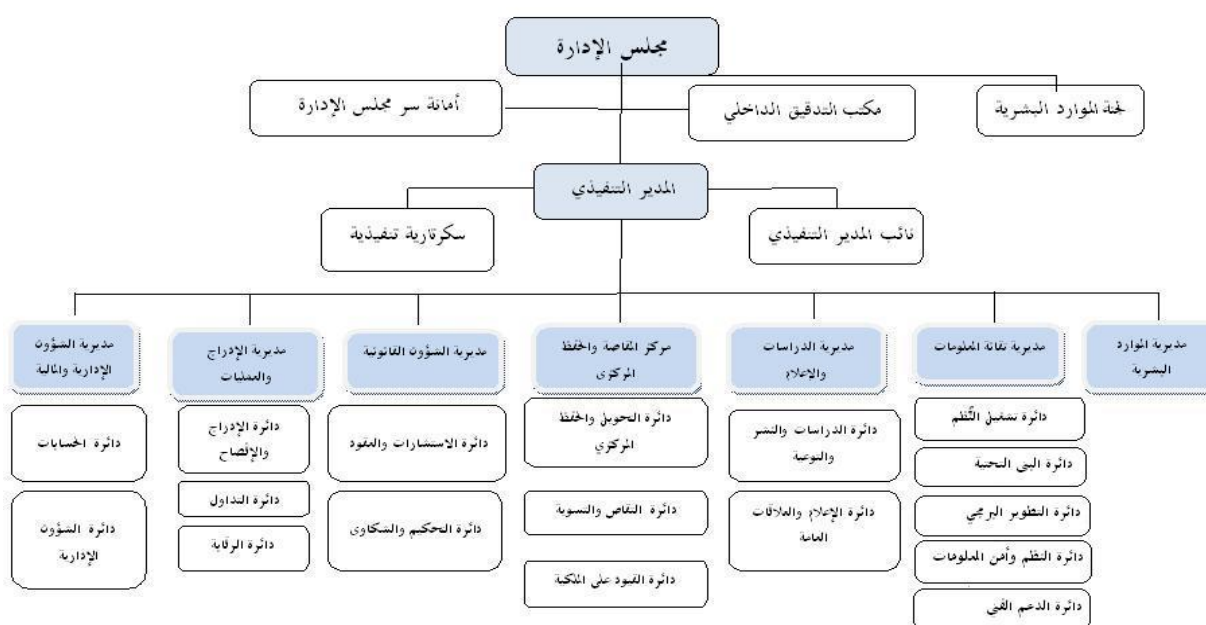 مجلس الإدارة
لجنة الموارد البشرية
مكتب التدقيق الداخلي
أمانة سر مجلس الإدارة
المدير التنفيذي
نائب المدير التنفيذي
سكرتارية تنفيذية
مديرية الموارد
البشرية
مديرية تقانة المعلومات
دائرة تشغيل النُّظم
دائرة البنى التحتية
دائرة التطوير البرمجي
دائرة النظم وأمن المعلومات
دائرة الدعم الفني
مديرية الدراسات
والإعلام
دائرة الدراسات والنشر
والتوعية
دائرة الإعلام والعلاقات
العامة
مركز المقاصة والحفظ
المركزي
دائرة التحويل والحفظ
المركزي
دائرة التقاص والتسوية
دائرة القيود على الملكية
مديرية الشؤون القانونية
دائرة الاستشارات والعقود
دائرة التحكيم والشكاوى
مديرية الإدراج
والعمليات
دائرة الإدراج
والإفصاح
دائرة التداول
دائرة الرقابة
مديرية الشؤون
الإدارية والمالية
دائرة الحسابات
دائرة الشؤون
الإدارية